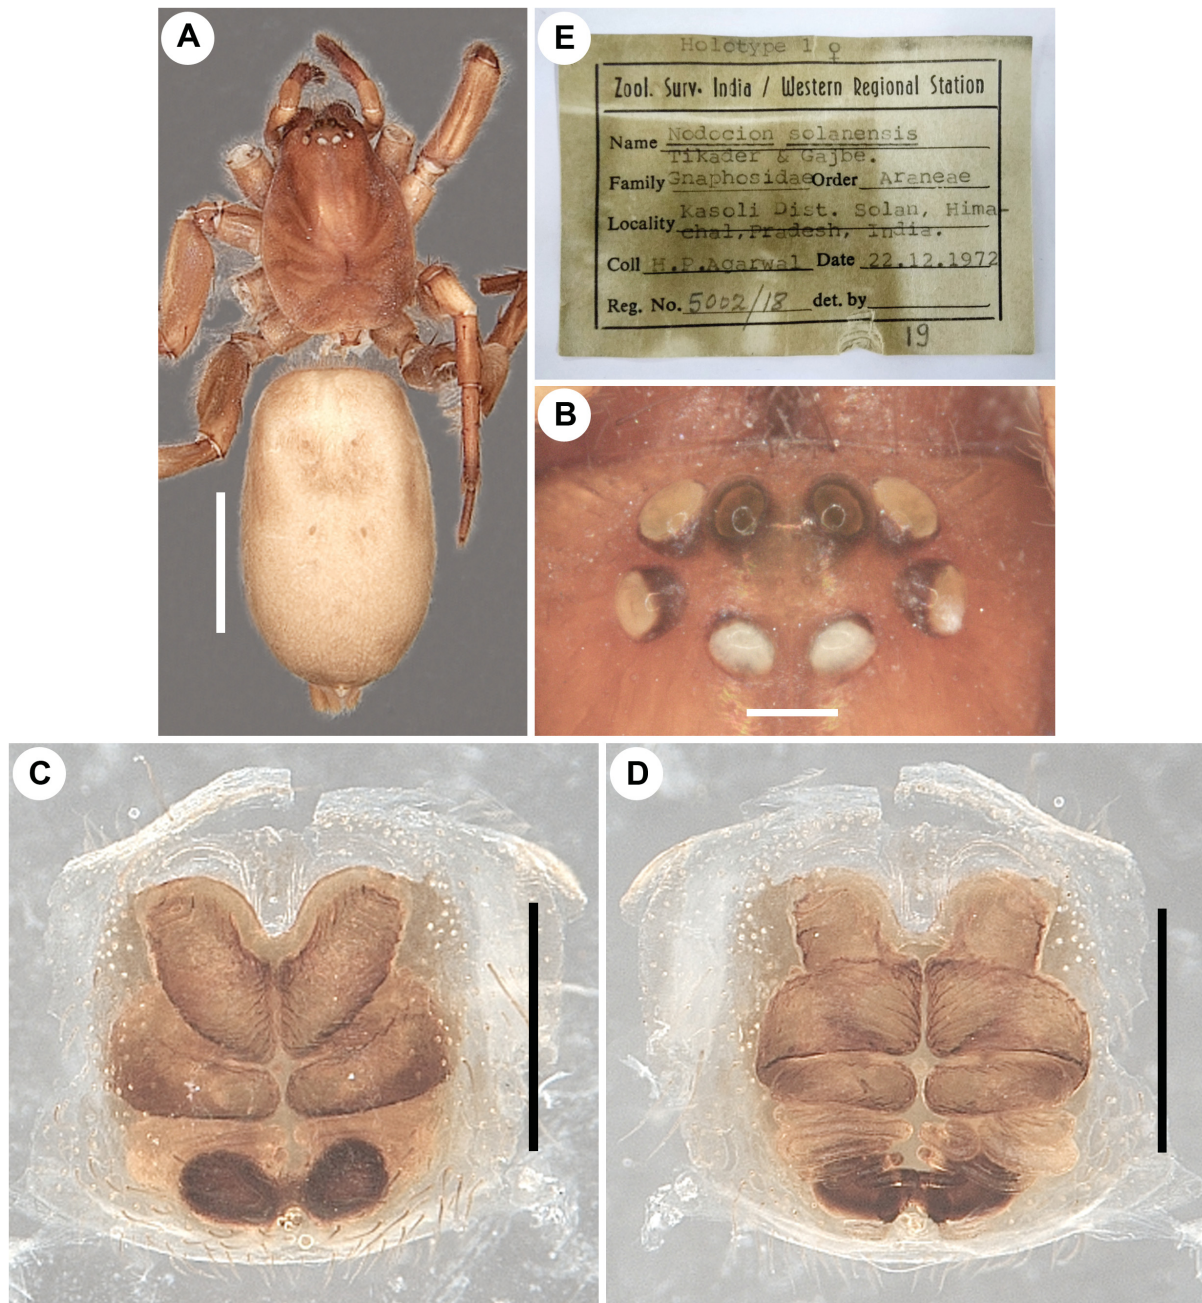 A
E
Holotype 1 ♀
Zool. Surv. India / Western Regional Station
Name Nodocion solanensis
Tikader & Gajbe.
Family Gnaphosidae Order Araneae
Locality Kasoli Dist. Solan, Hima-
chal, Pradesh, India.
Coll H.P.Agarwal Date 22.12.1972
Reg. No. 5002/18 det. by
19
B
C
D